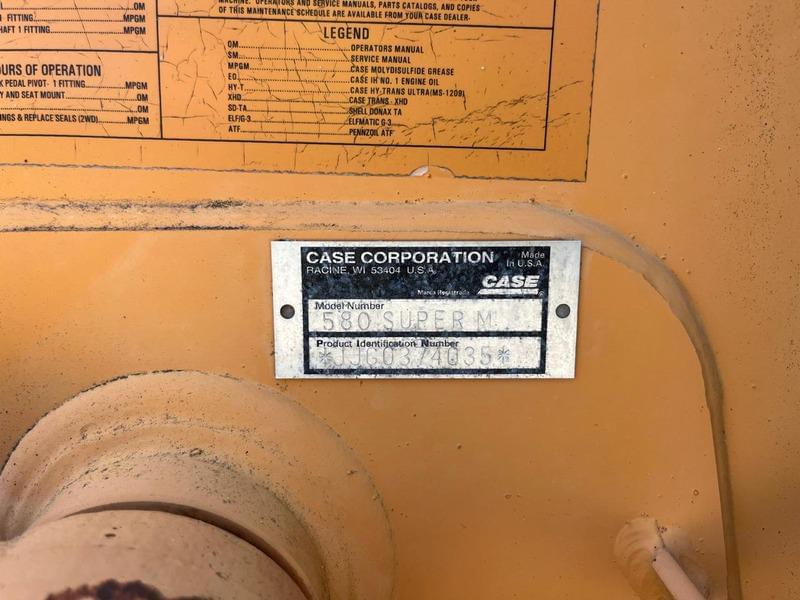 MACHINE. OPERATORS AND SERVICE MANUALS, PARTS CATALOGS, AND COPIES
OF THIS MAINTENANCE SCHEDULE ARE AVAILABLE FROM YOUR CASE DEALER.
OM
1 FITTING MPGM
HAFT 1 FITTING MPGM
OURS OF OPERATION
K PEDAL PIVOT- 1 FITTING MPGM
Y AND SEAT MOUNT OM
OM
NGS & REPLACE SEALS (2WD) MPGM
LEGEND
OM OPERATORS MANUAL
SM SERVICE MANUAL
MPGM CASE MOLYDISULFIDE GREASE
EO CASE IH NO. 1 ENGINE OIL
HY-T CASE HY-TRANS ULTRA(MS-1209)
XHD CASE TRANS - XHD
SD-TA SHELL DONAX TA
ELF/G-3 ELFMATIC G-3
ATF PENNZOIL ATF
CASE CORPORATION
RACINE, WI 53404 U.S.A.
Made
In U.S.A.
Marca Registrada
CASE
Model Number
580 SUPER M
Product Identification Number
*JJG0374035*